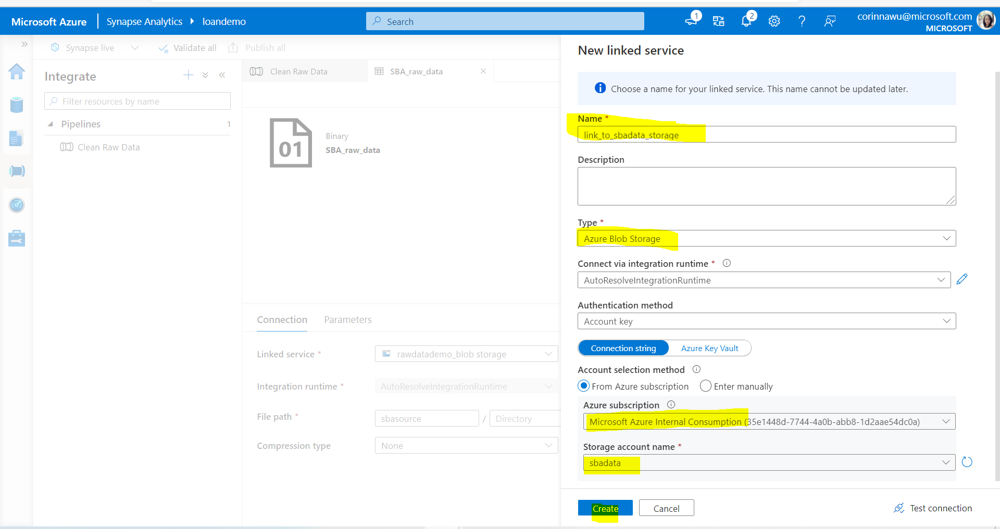 Microsoft Azure
Synapse Analytics
loandemo
Search
1
2
corinnawu@microsoft.com
MICROSOFT
Synapse live
Validate all
Publish all
Integrate
Filter resources by name
Pipelines
1
Clean Raw Data
Clean Raw Data
SBA_raw_data
01
Binary
SBA_raw_data
Connection
Parameters
Linked service *
rawdatademo_blob storage
Integration runtime *
AutoResolveIntegrationRuntime
File path *
sbasource
/
Directory
Compression type
None
New linked service
Choose a name for your linked service. This name cannot be updated later.
Name *
link_to_sbadata_storage
Description
Type *
Azure Blob Storage
Connect via integration runtime *
AutoResolveIntegrationRuntime
Authentication method
Account key
Connection string
Azure Key Vault
Account selection method
From Azure subscription
Enter manually
Azure subscription
Microsoft Azure Internal Consumption (35e1448d-7744-4a0b-abb8-1d2aae54dc0a)
Storage account name *
sbadata
Create
Cancel
Test connection